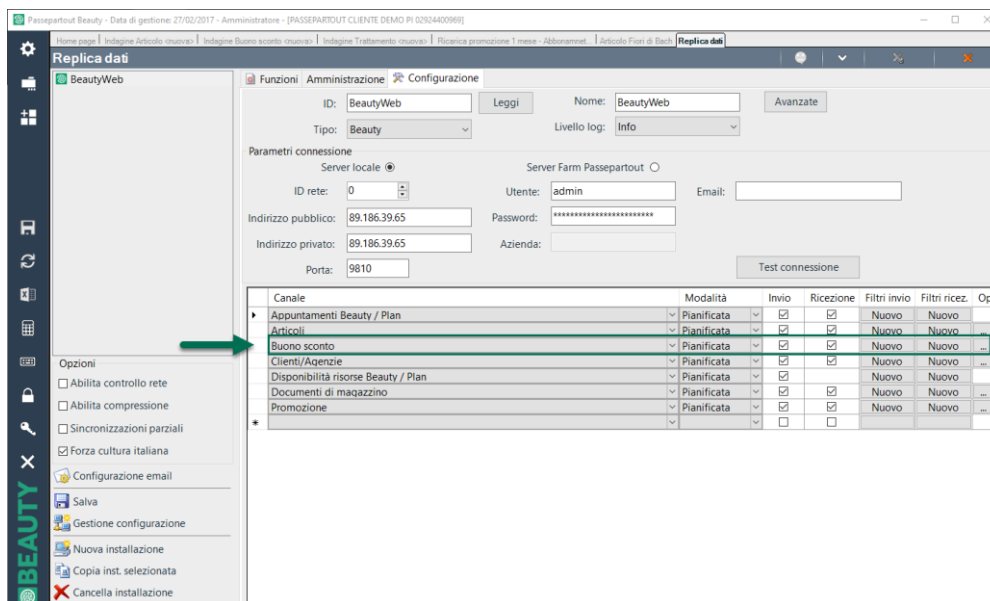 Passepartout Beauty - Data di gestione: 27/02/2017 - Amministratore - [PASSEPARTOUT CLIENTE DEMO PI 02924400969]
Home page | Indagine Articolo <nuova> | Indagine Buono sconto <nuova> | Indagine Trattamento <nuova> | Ricarica promozione 1 mese - Abbonamnet... | Articolo Fiori di Bach | Replica dati
Replica dati
BeautyWeb
Funzioni Amministrazione Configurazione
ID: BeautyWeb Leggi Nome: BeautyWeb Avanzate
Tipo: Beauty Livello log: Info
Parametri connessione
Server locale Server Farm Passepartout
ID rete: 0 Utente: admin Email:
Indirizzo pubblico: 89.186.39.65 Password: ************************
Indirizzo privato: 89.186.39.65 Azienda:
Porta: 9810 Test connessione
Canale Modalità Invio Ricezione Filtri invio Filtri ricez. Op
Appuntamenti Beauty / Plan Pianificata Nuovo Nuovo
Articoli Pianificata Nuovo Nuovo ...
Buono sconto Pianificata Nuovo Nuovo ...
Clienti/Agenzie Pianificata Nuovo Nuovo ...
Disponibilità risorse Beauty / Plan Pianificata Nuovo Nuovo
Documenti di magazzino Pianificata Nuovo Nuovo ...
Promozione Pianificata Nuovo Nuovo ...
*
Opzioni
Abilita controllo rete
Abilita compressione
Sincronizzazioni parziali
Forza cultura italiana
Configurazione email
Salva
Gestione configurazione
Nuova installazione
Copia inst. selezionata
Cancella installazione
BEAUTY